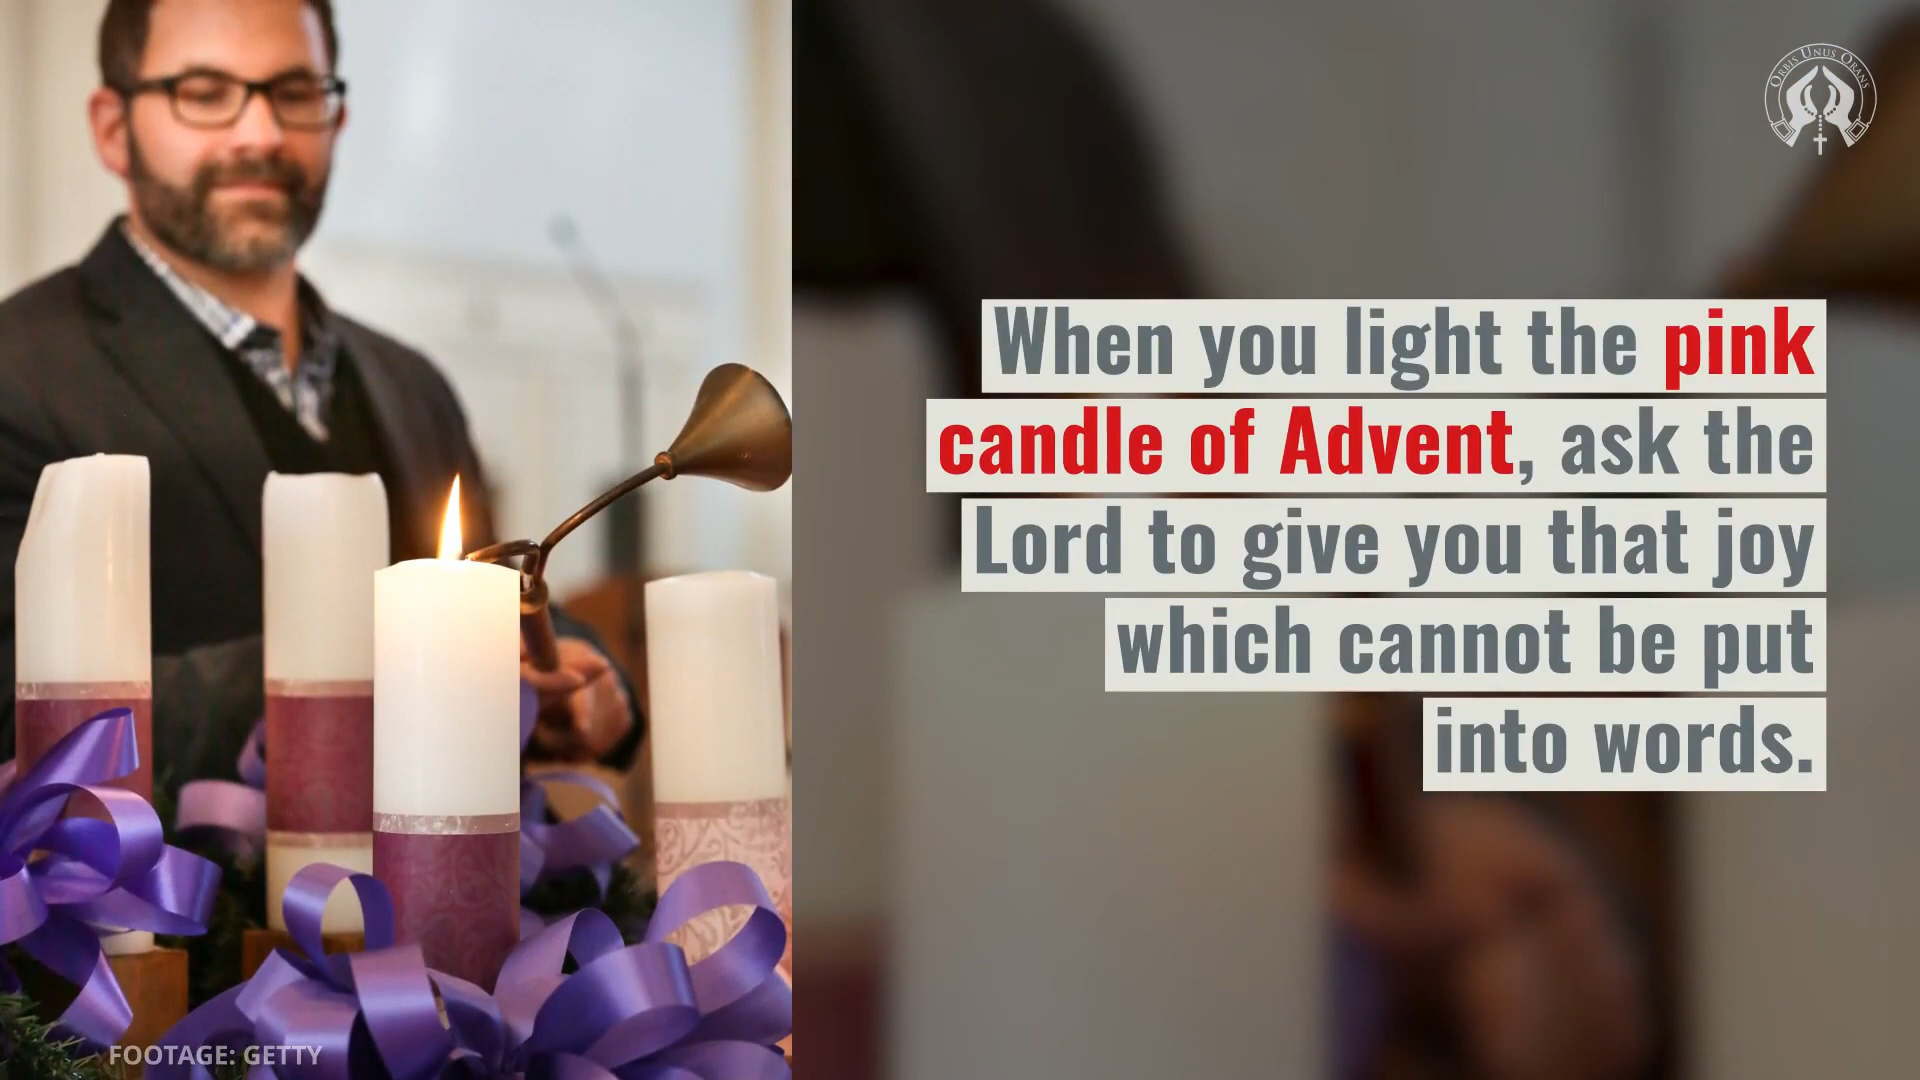 ORBIS UNUS ORANS
When you light the pink
candle of Advent, ask the
Lord to give you that joy
which cannot be put
into words.
FOOTAGE: GETTY